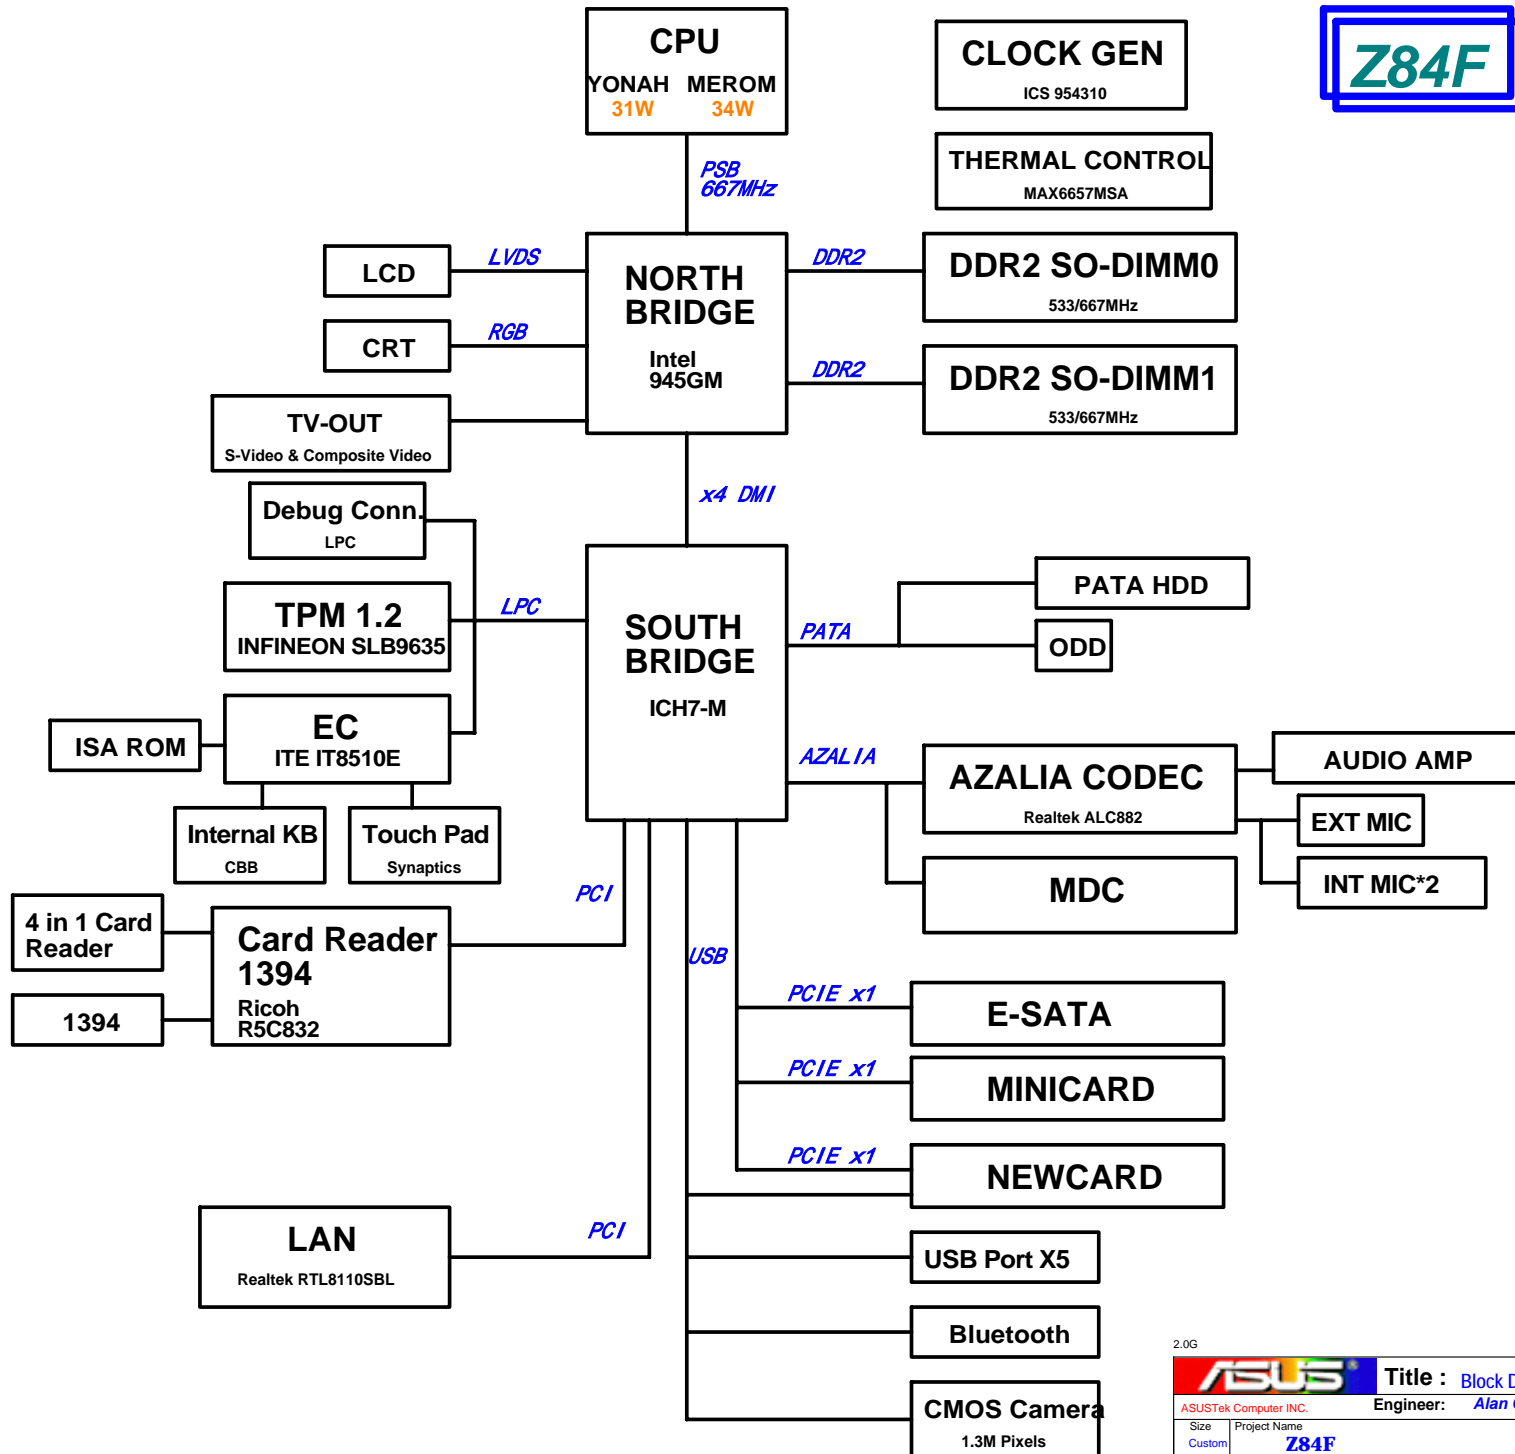 CPU
YONAH MEROM
31W 34W
CLOCK GEN
ICS 954310
Z84F
THERMAL CONTROL
MAX6657MSA
PSB
667MHz
LCD
LVDS
NORTH
BRIDGE
Intel
945GM
DDR2
DDR2 SO-DIMM0
533/667MHz
CRT
RGB
DDR2
DDR2 SO-DIMM1
533/667MHz
TV-OUT
S-Video & Composite Video
x4 DMI
Debug Conn.
LPC
TPM 1.2
INFINEON SLB9635
LPC
SOUTH
BRIDGE
ICH7-M
PATA
PATA HDD
ODD
ISA ROM
EC
ITE IT8510E
AZALIA
AZALIA CODEC
Realtek ALC882
AUDIO AMP
EXT MIC
INT MIC*2
Internal KB
CBB
Touch Pad
Synaptics
MDC
PCI
4 in 1 Card
Reader
Card Reader
1394
Ricoh
R5C832
1394
USB
PCIE x1
E-SATA
PCIE x1
MINICARD
PCIE x1
NEWCARD
LAN
Realtek RTL8110SBL
PCI
USB Port X5
Bluetooth
CMOS Camera
1.3M Pixels
2.0G
ASUS®
Title : Block
ASUSTek Computer INC.
Engineer: Alan
Size Project Name
Custom Z84F